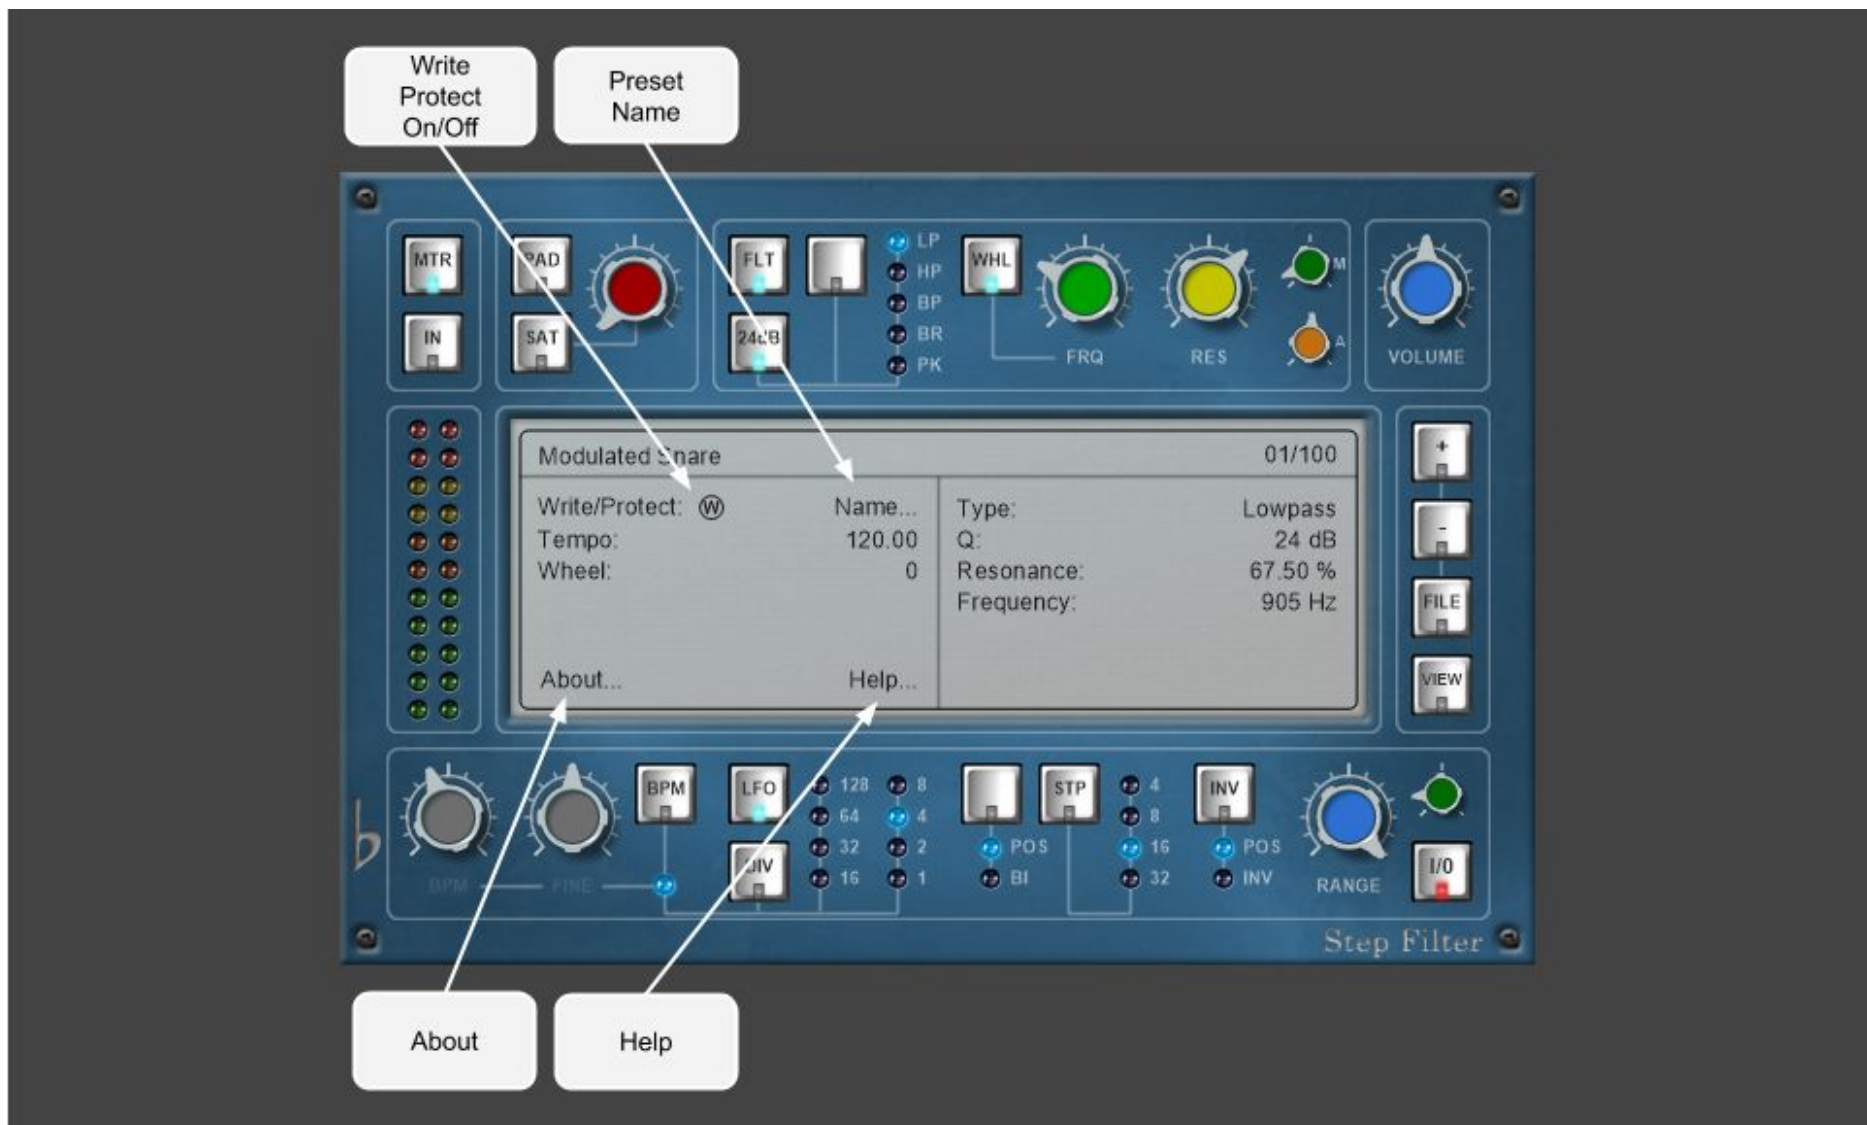 Write
Protect
On/Off
Preset
Name
MTR
PAD
FLT
LP
HP
BP
BR
PK
WHL
M
IN
SAT
24dB
FRQ
RES
A
VOLUME
Modulated Snare 01/100
Write/Protect: W Name...
Tempo: 120.00
Wheel: 0
About... Help...
Type: Lowpass
Q: 24 dB
Resonance: 67.50 %
Frequency: 905 Hz
+
-
FILE
VIEW
BPM
LFO
128 8
64 4
32 2
16 1
DIV
STP
4
8
16
32
INV
POS
BI
POS
INV
BPM FINE
RANGE
I/0
Step Filter
About
Help